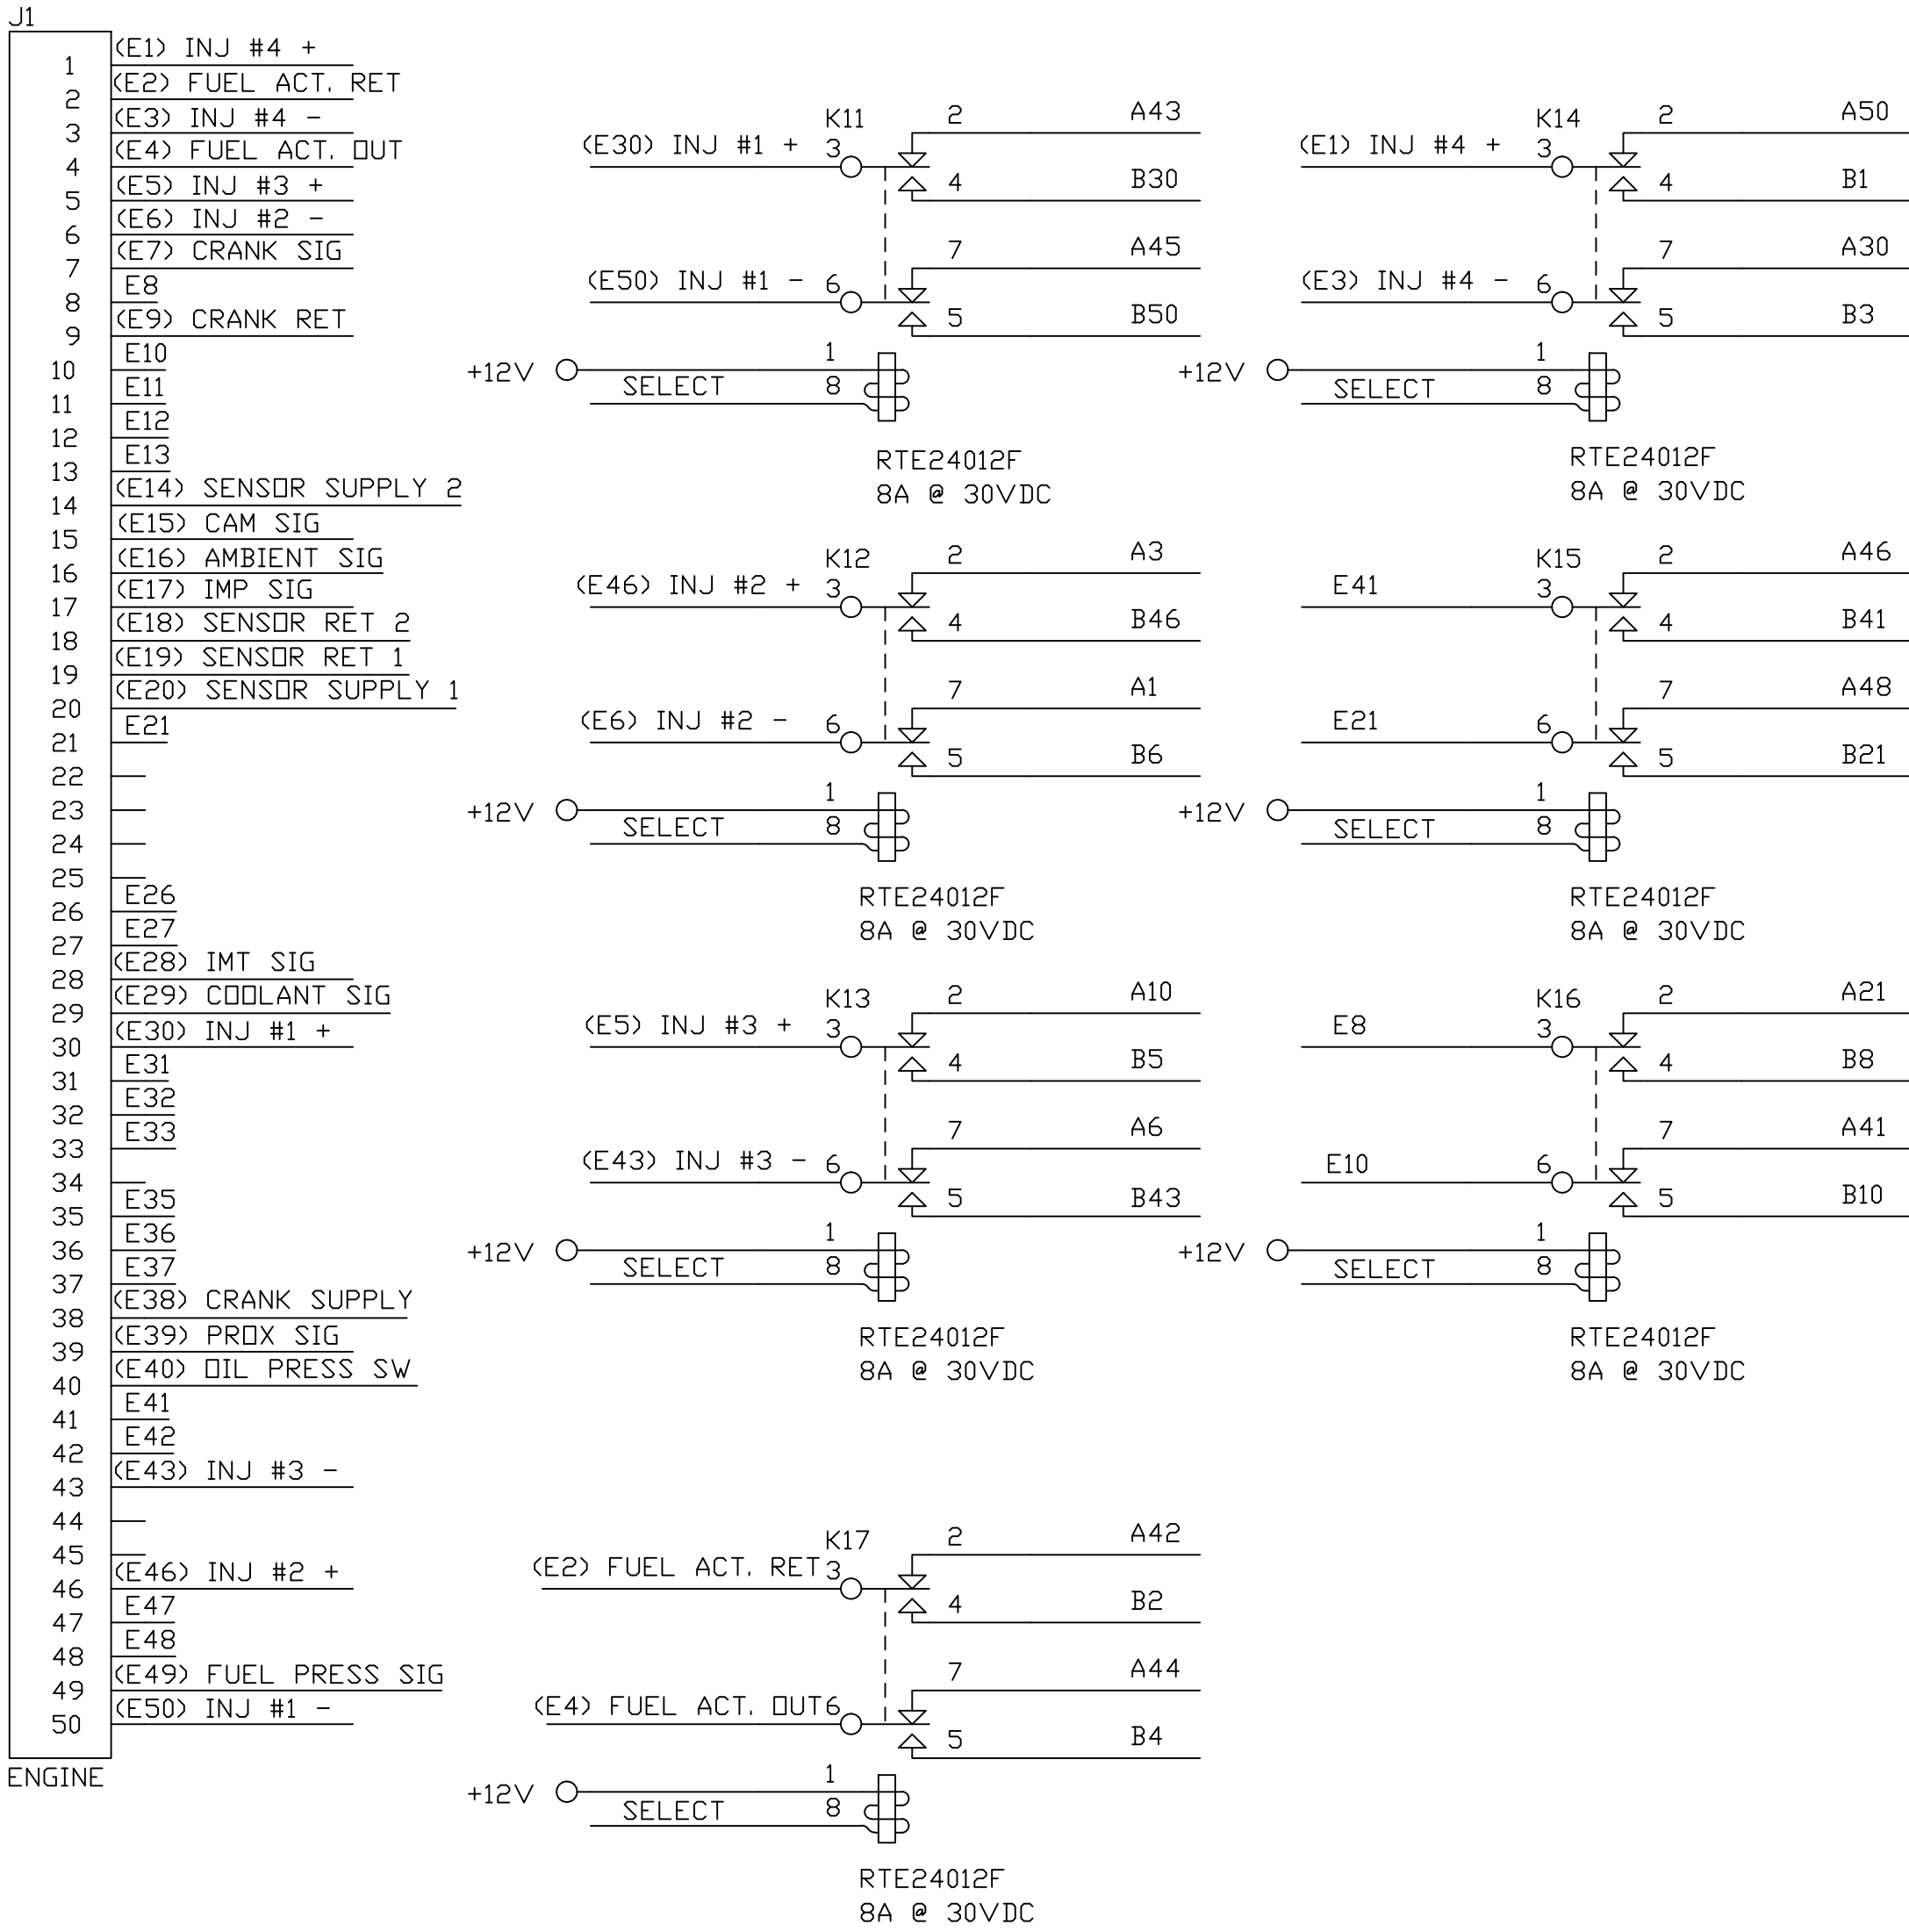 J1
1 (E1) INJ #4 +
2 (E2) FUEL ACT. RET
3 (E3) INJ #4 -
4 (E4) FUEL ACT. OUT
5 (E5) INJ #3 +
6 (E6) INJ #2 -
7 (E7) CRANK SIG
8 E8
9 (E9) CRANK RET
10 E10
11 E11
12 E12
13 E13
14 (E14) SENSOR SUPPLY 2
15 (E15) CAM SIG
16 (E16) AMBIENT SIG
17 (E17) IMP SIG
18 (E18) SENSOR RET 2
19 (E19) SENSOR RET 1
20 (E20) SENSOR SUPPLY 1
21 E21
22
23
24
25
26 E26
27 E27
28 (E28) IMT SIG
29 (E29) COOLANT SIG
30 (E30) INJ #1 +
31 E31
32 E32
33 E33
34
35 E35
36 E36
37 E37
38 (E38) CRANK SUPPLY
39 (E39) PROX SIG
40 (E40) OIL PRESS SW
41 E41
42 E42
43 (E43) INJ #3 -
44
45
46 (E46) INJ #2 +
47 E47
48 E48
49 (E49) FUEL PRESS SIG
50 (E50) INJ #1 -
ENGINE
K11
2 A43
(E30) INJ #1 + 3
4 B30
7 A45
(E50) INJ #1 - 6
5 B50
+12V 1
SELECT 8
RTE24012F
8A @ 30VDC
K12
2 A3
(E46) INJ #2 + 3
4 B46
7 A1
(E6) INJ #2 - 6
5 B6
+12V 1
SELECT 8
RTE24012F
8A @ 30VDC
K13
2 A10
(E5) INJ #3 + 3
4 B5
7 A6
(E43) INJ #3 - 6
5 B43
+12V 1
SELECT 8
RTE24012F
8A @ 30VDC
K17
2 A42
(E2) FUEL ACT. RET 3
4 B2
7 A44
(E4) FUEL ACT. OUT 6
5 B4
+12V 1
SELECT 8
RTE24012F
8A @ 30VDC
K14
2 A50
(E1) INJ #4 + 3
4 B1
7 A30
(E3) INJ #4 - 6
5 B3
+12V 1
SELECT 8
RTE24012F
8A @ 30VDC
K15
2 A46
E41 3
4 B41
7 A48
E21 6
5 B21
+12V 1
SELECT 8
RTE24012F
8A @ 30VDC
K16
2 A21
E8 3
4 B8
7 A41
E10 6
5 B10
+12V 1
SELECT 8
RTE24012F
8A @ 30VDC